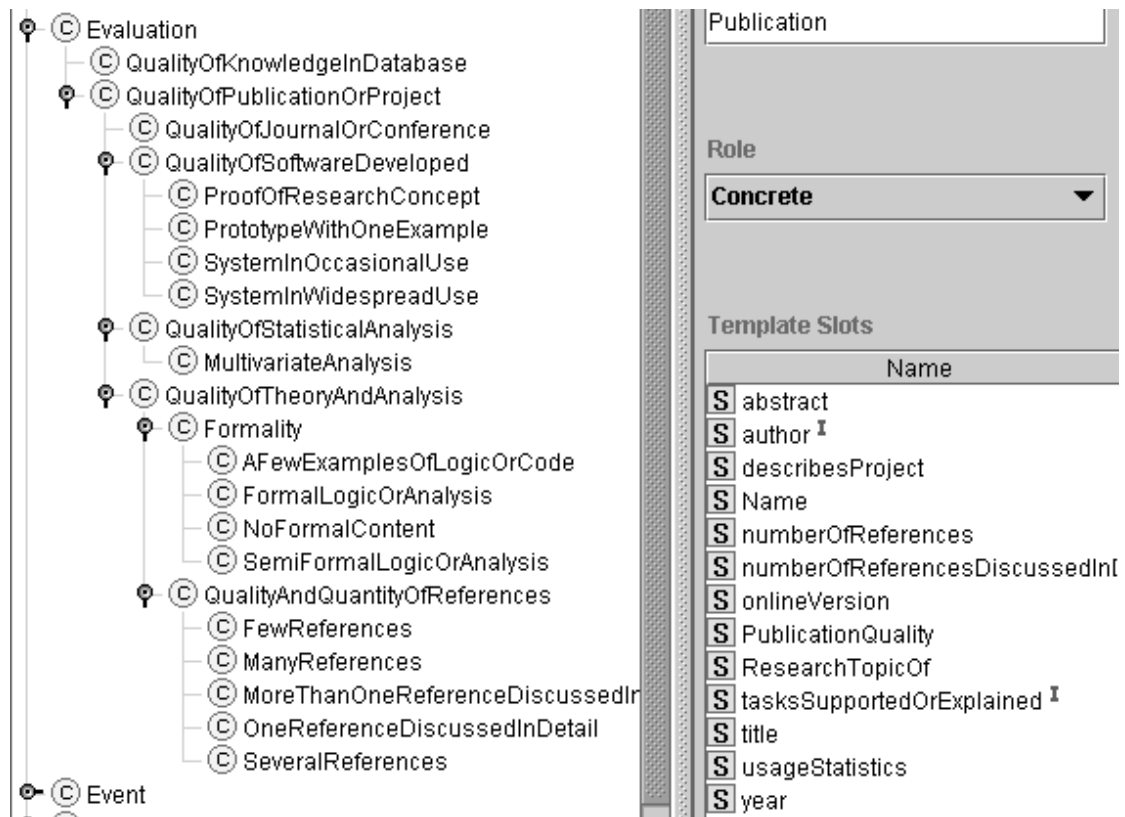 Evaluation
QualityOfKnowledgeInDatabase
QualityOfPublicationOrProject
QualityOfJournalOrConference
QualityOfSoftwareDeveloped
ProofOfResearchConcept
PrototypeWithOneExample
SystemInOccasionalUse
SystemInWidespreadUse
QualityOfStatisticalAnalysis
MultivariateAnalysis
QualityOfTheoryAndAnalysis
Formality
AFewExamplesOfLogicOrCode
FormalLogicOrAnalysis
NoFormalContent
SemiFormalLogicOrAnalysis
QualityAndQuantityOfReferences
FewReferences
ManyReferences
MoreThanOneReferenceDiscussedIn
OneReferenceDiscussedInDetail
SeveralReferences
Event
Publication
Role
Concrete
Template Slots
Name
S abstract
S author I
S describesProject
S Name
S numberOfReferences
S numberOfReferencesDiscussedIn
S onlineVersion
S PublicationQuality
S ResearchTopicOf
S tasksSupportedOrExplained I
S title
S usageStatistics
S year